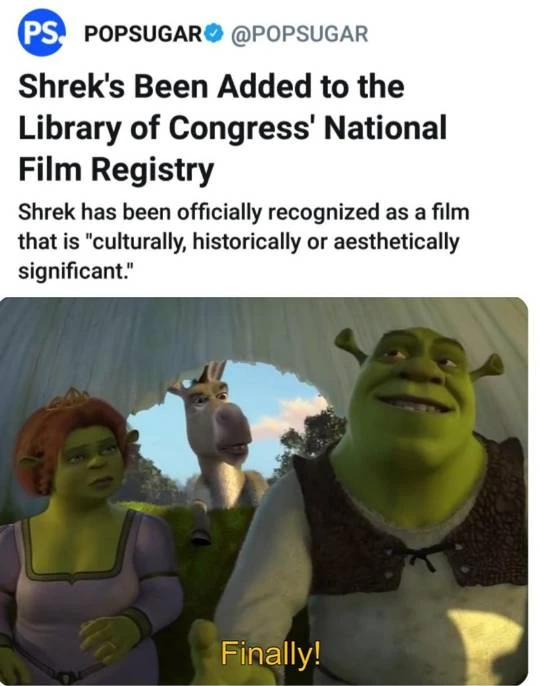 PS.
POPSUGAR @POPSUGAR
Shrek's Been Added to the
Library of Congress' National
Film Registry
Shrek has been officially recognized as a film
that is "culturally, historically or aesthetically
significant."
Finally!